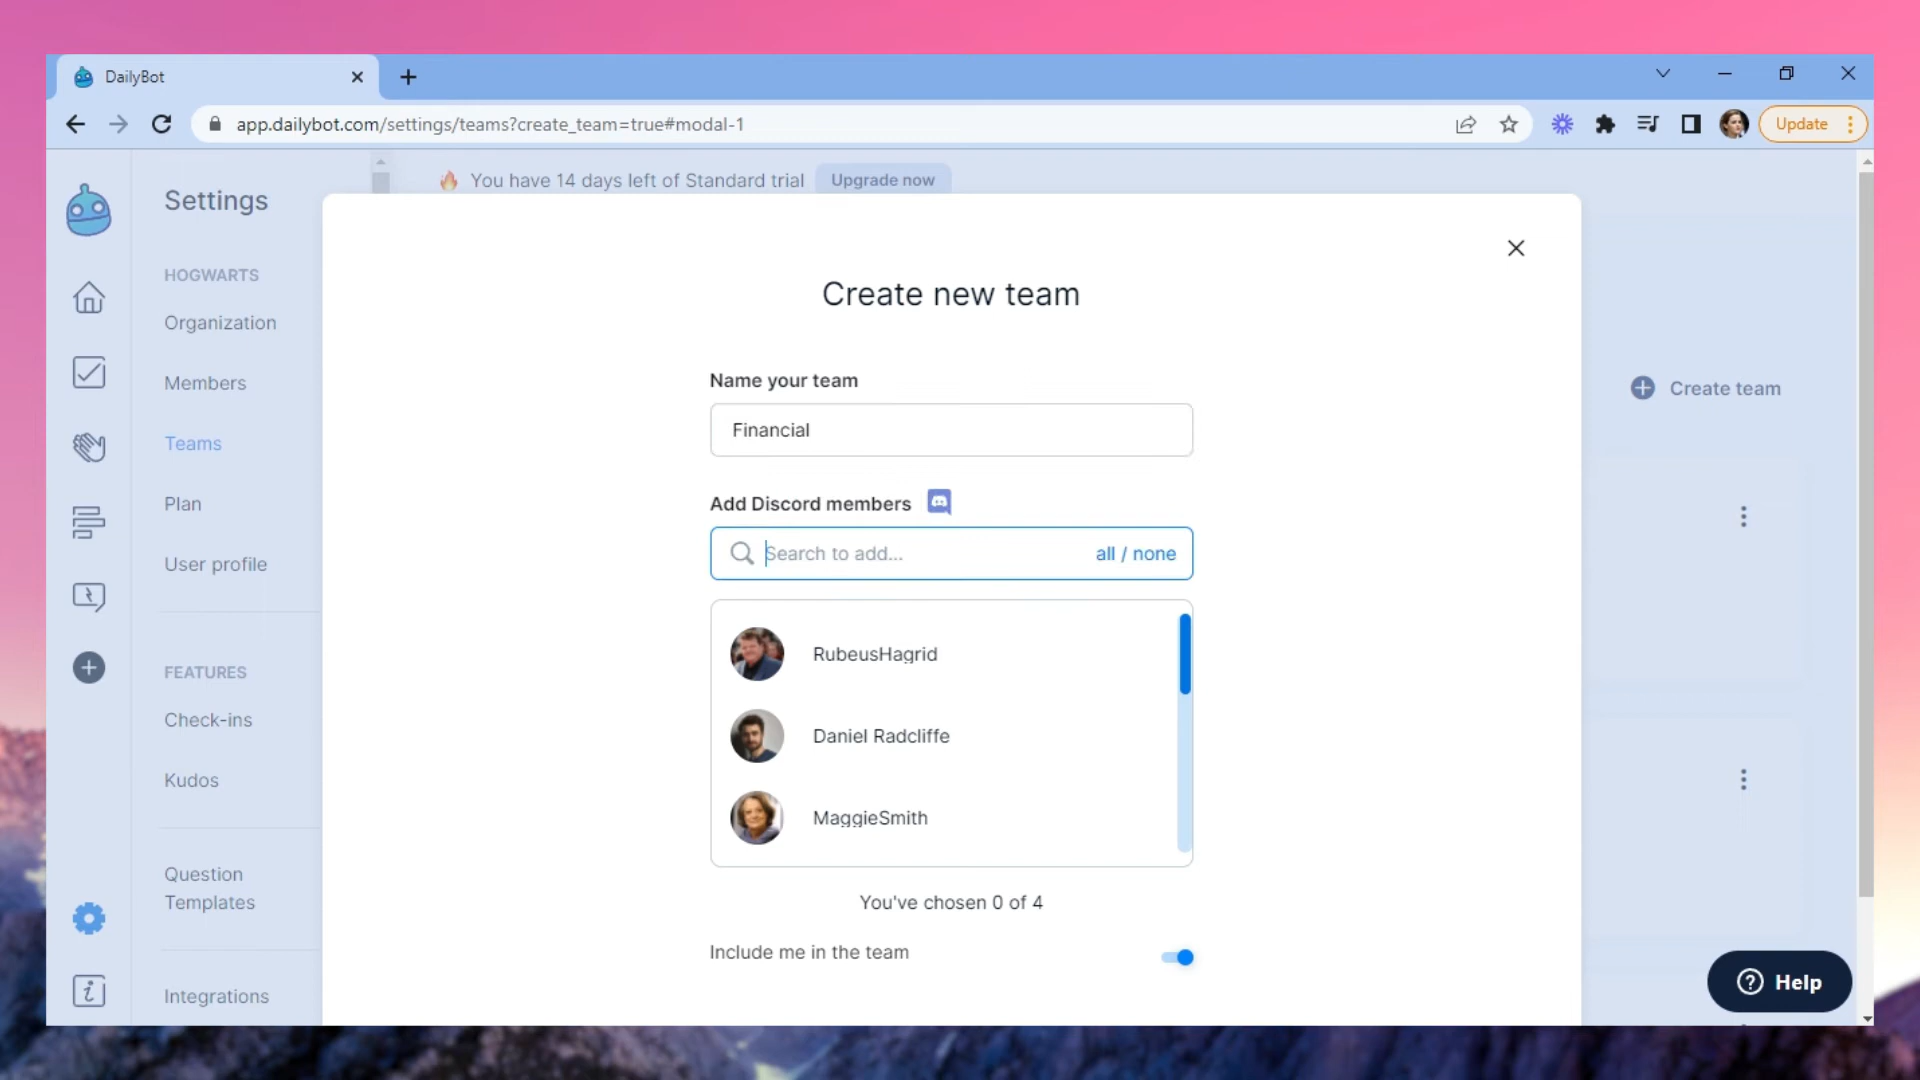 DailyBot
app.dailybot.com/settings/teams?create_team=true#modal-1
Update
Settings
You have 14 days left of Standard trial
Upgrade now
HOGWARTS
Organization
Members
Teams
Plan
User profile
FEATURES
Check-ins
Kudos
Question
Templates
Integrations
Create new team
Name your team
Financial
Add Discord members
Search to add...
all / none
RubeusHagrid
Daniel Radcliffe
MaggieSmith
You've chosen 0 of 4
Include me in the team
Create team
Help